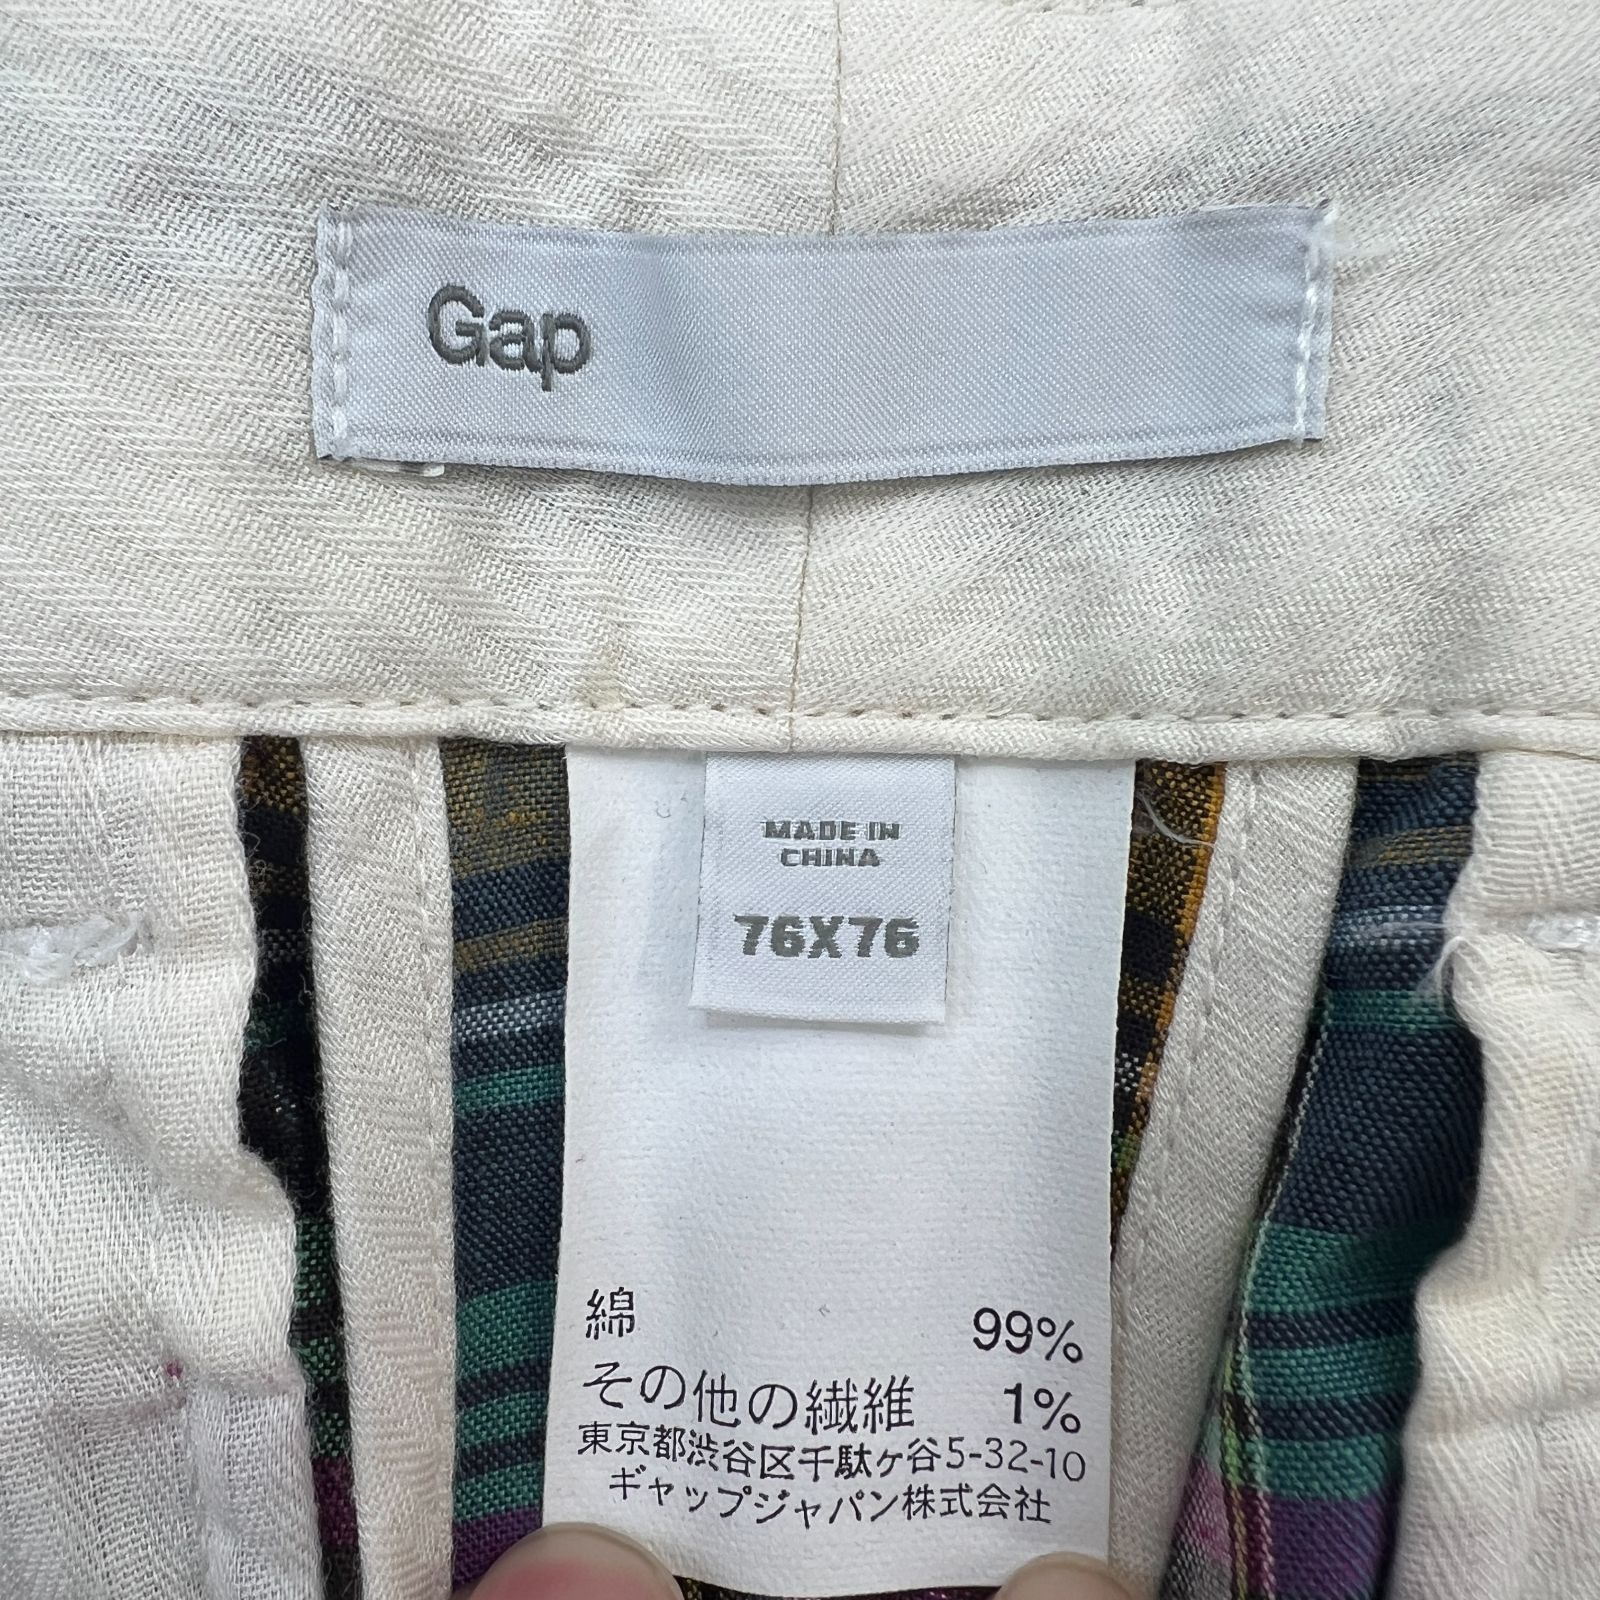 Gap
MADE IN
CHINA
76X76
綿 99%
その他の繊維 1%
東京都渋谷区千駄ヶ谷5-32-10
ギャップジャパン株式会社